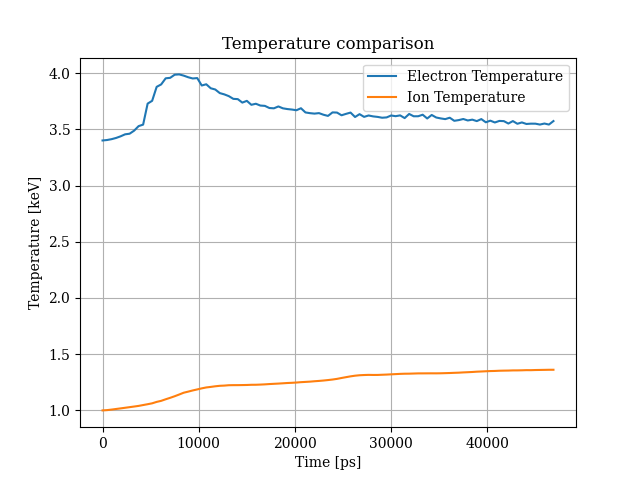 Temperature comparison
Electron Temperature
Ion Temperature
Temperature [keV]
4.0
3.5
3.0
2.5
2.0
1.5
1.0
0 10000 20000 30000 40000
Time [ps]